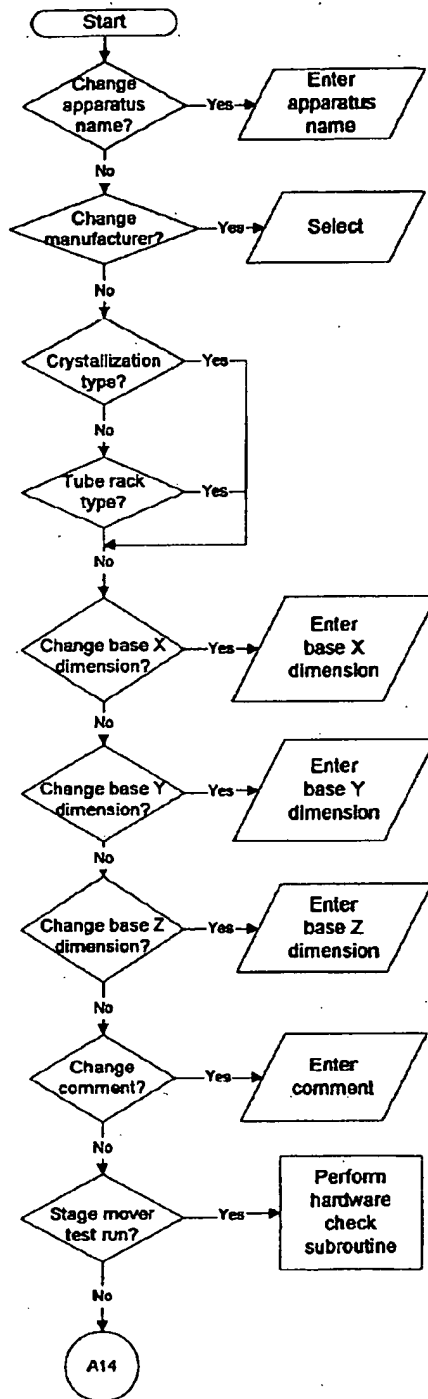 Start
Change
apparatus
name?
Yes
Enter
apparatus
name
No
Change
manufacturer?
Yes
Select
No
Crystallization
type?
Yes
No
Tube rack
type?
Yes
No
Change base X
dimension?
Yes
Enter
base X
dimension
No
Change base Y
dimension?
Yes
Enter
base Y
dimension
No
Change base Z
dimension?
Yes
Enter
base Z
dimension
No
Change
comment?
Yes
Enter
comment
No
Stage mover
test run?
Yes
Perform
hardware
check
subroutine
No
A14